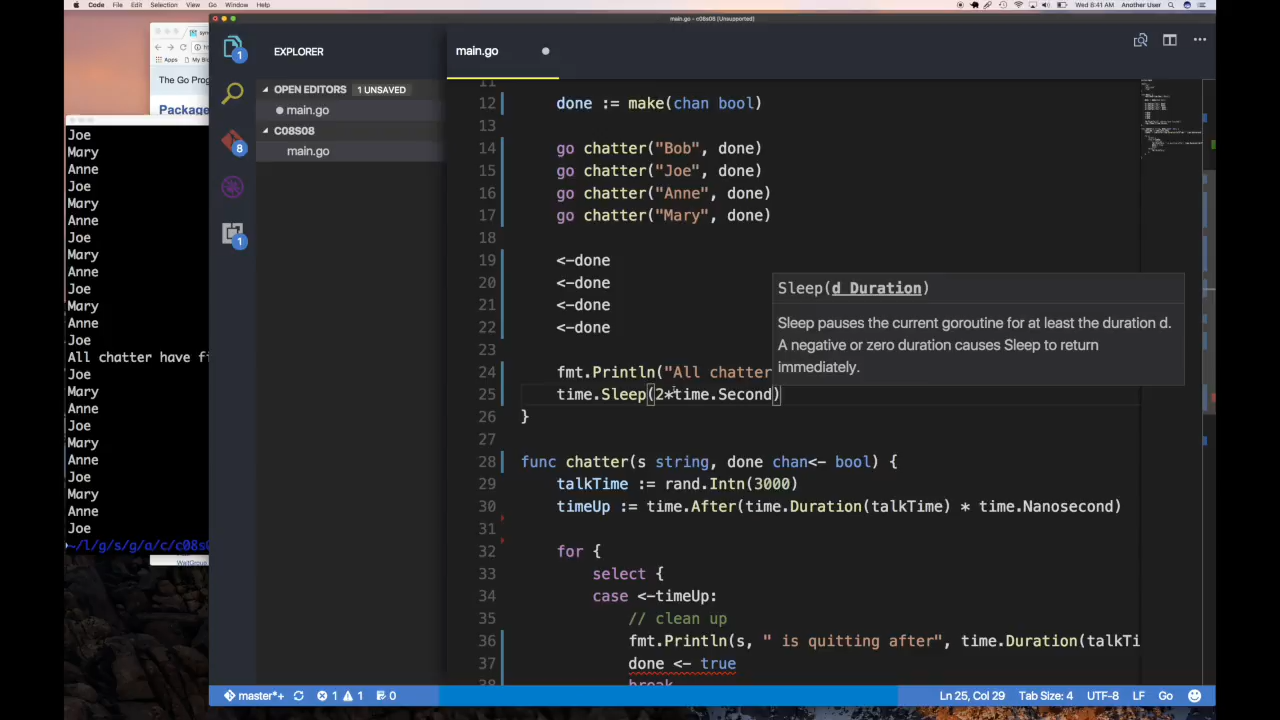 Code File Edit Selection View Go Window Help
Wed 8:41 AM Another User
main.go - c08s08 (Unsupported)
EXPLORER
OPEN EDITORS 1 UNSAVED
main.go
C08S08
main.go
1
8
1
Apps
The Go Prog
Package
Joe
Mary
Anne
Joe
Mary
Anne
Joe
Mary
Anne
Joe
Mary
Anne
Joe
All chatter have f
Joe
Mary
Joe
Mary
Anne
Joe
Mary
Anne
Joe
~/l/g/s/g/a/c/c08s0
WaitGroup
main.go
11
12 done := make(chan bool)
13
14 go chatter("Bob", done)
15 go chatter("Joe", done)
16 go chatter("Anne", done)
17 go chatter("Mary", done)
18
19 <-done
20 <-done
21 <-done
22 <-done
23
24 fmt.Println("All chatter
25 time.Sleep(2*time.Second)
26 }
27
28 func chatter(s string, done chan<- bool) {
29 talkTime := rand.Intn(3000)
30 timeUp := time.After(time.Duration(talkTime) * time.Nanosecond)
31
32 for {
33 select {
34 case <-timeUp:
35 // clean up
36 fmt.Println(s, " is quitting after", time.Duration(talkTi
37 done <- true
38 break
Sleep(d Duration)
Sleep pauses the current goroutine for at least the duration d.
A negative or zero duration causes Sleep to return
immediately.
master*+ 1 1 0
Ln 25, Col 29 Tab Size: 4 UTF-8 LF Go